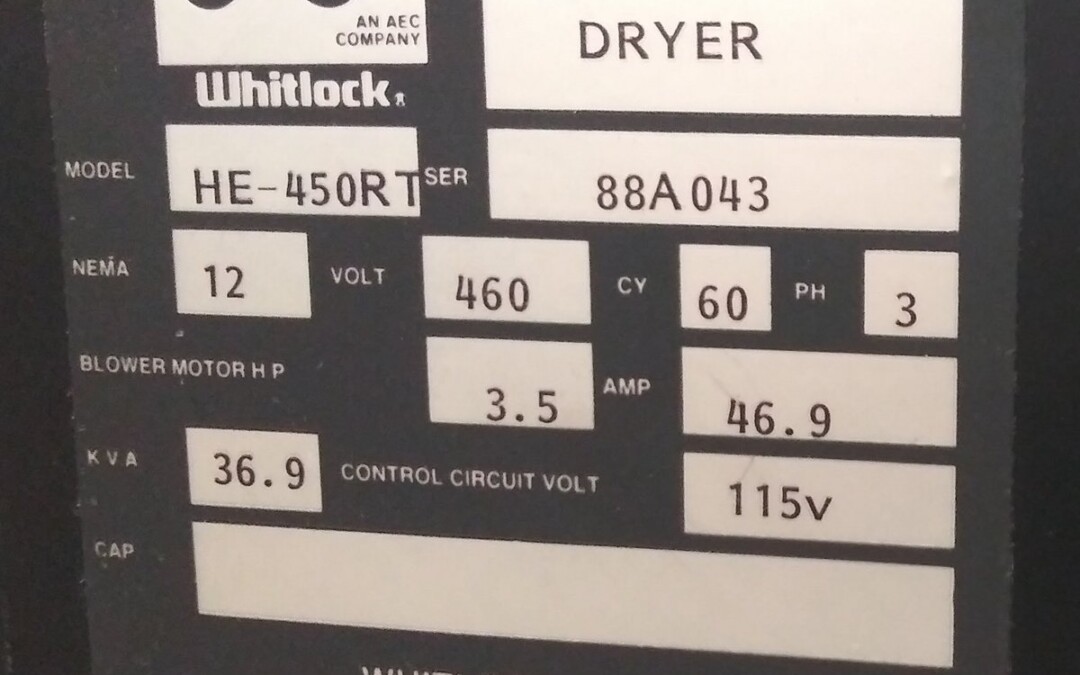 AN AEC
COMPANY
DRYER
Whitlock
MODEL HE-450RT SER 88A043
NEMA 12 VOLT 460 CY 60 PH 3
BLOWER MOTOR H P 3.5 AMP 46.9
K V A 36.9 CONTROL CIRCUIT VOLT 115v
CAP